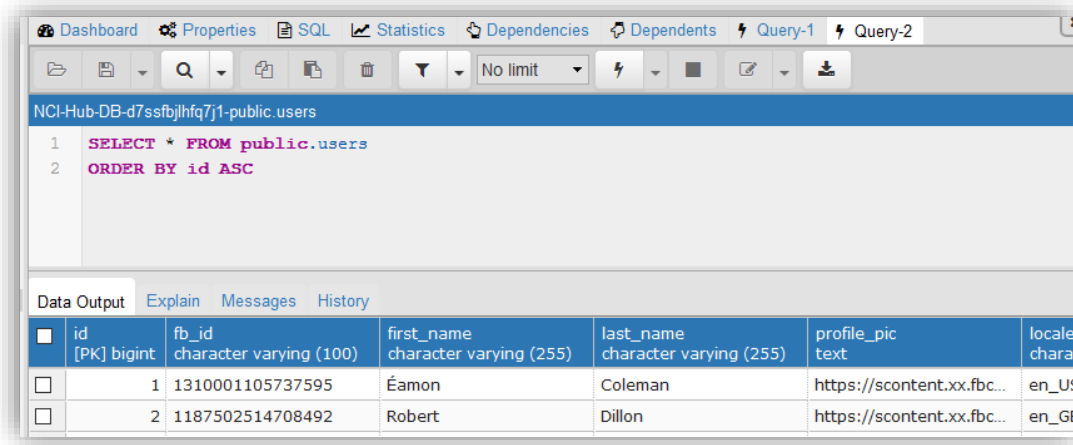 Dashboard Properties SQL Statistics Dependencies Dependents Query-1 Query-2
No limit
NCI-Hub-DB-d7ssfbjlhfq7j1-public.users
1 SELECT * FROM public.users
2 ORDER BY id ASC
Data Output Explain Messages History
id fb_id first_name last_name profile_pic locale
[PK] bigint character varying (100) character varying (255) character varying (255) text chara
1 1310001105737595 Éamon Coleman https://scontent.xx.fbc... en_US
2 1187502514708492 Robert Dillon https://scontent.xx.fbc... en_GB